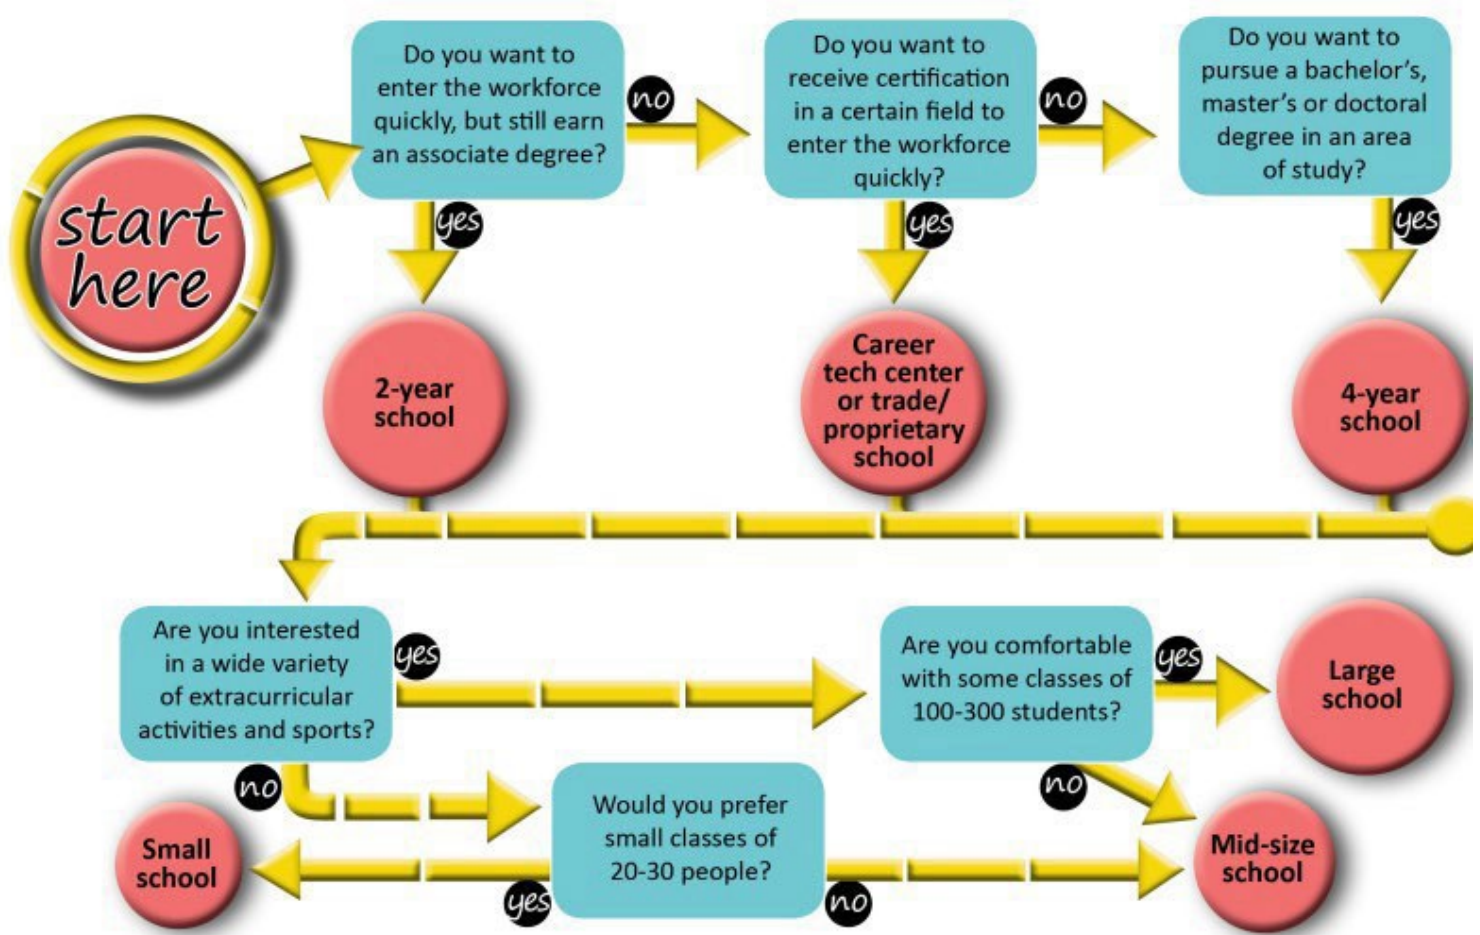 start
here
Do you want to
enter the workforce
quickly, but still earn
an associate degree?
no
yes
Do you want to
receive certification
in a certain field to
enter the workforce
quickly?
no
yes
Do you want to
pursue a bachelor's,
master's or doctoral
degree in an area
of study?
yes
2-year
school
Career
tech center
or trade/
proprietary
school
4-year
school
Are you interested
in a wide variety
of extracurricular
activities and sports?
yes
no
Are you comfortable
with some classes of
100-300 students?
yes
no
Large
school
Would you prefer
small classes of
20-30 people?
yes
no
Small
school
Mid-size
school